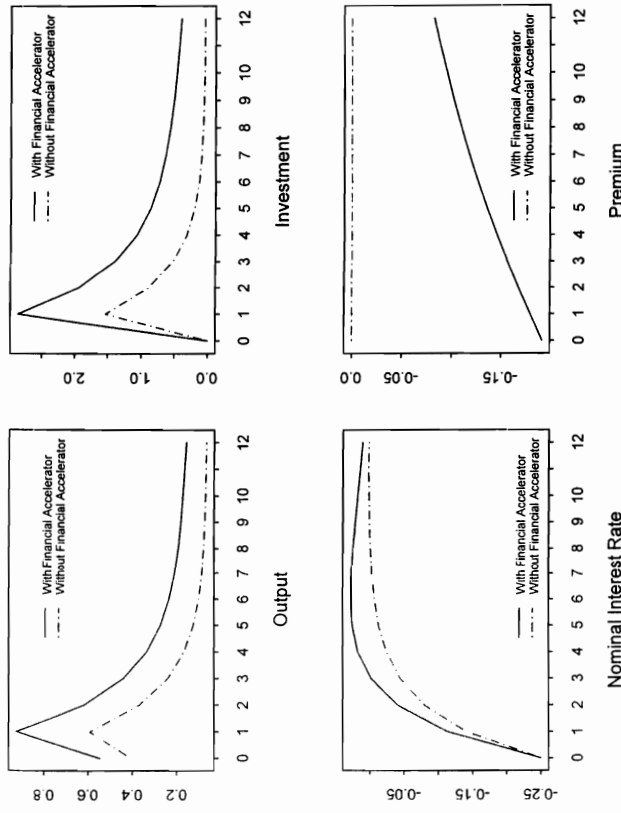 With Financial Accelerator
Without Financial Accelerator
0.8
0.6
0.4
0.2
0 1 2 3 4 5 6 7 8 9 10 12
Output
With Financial Accelerator
Without Financial Accelerator
2.0
1.0
0.0
0 1 2 3 4 5 6 7 8 9 10 12
Investment
With Financial Accelerator
Without Financial Accelerator
-0.05
-0.15
-0.25
0 1 2 3 4 5 6 7 8 9 10 12
Nominal Interest Rate
With Financial Accelerator
Without Financial Accelerator
0.0
-0.05
-0.15
0 1 2 3 4 5 6 7 8 9 10 12
Premium